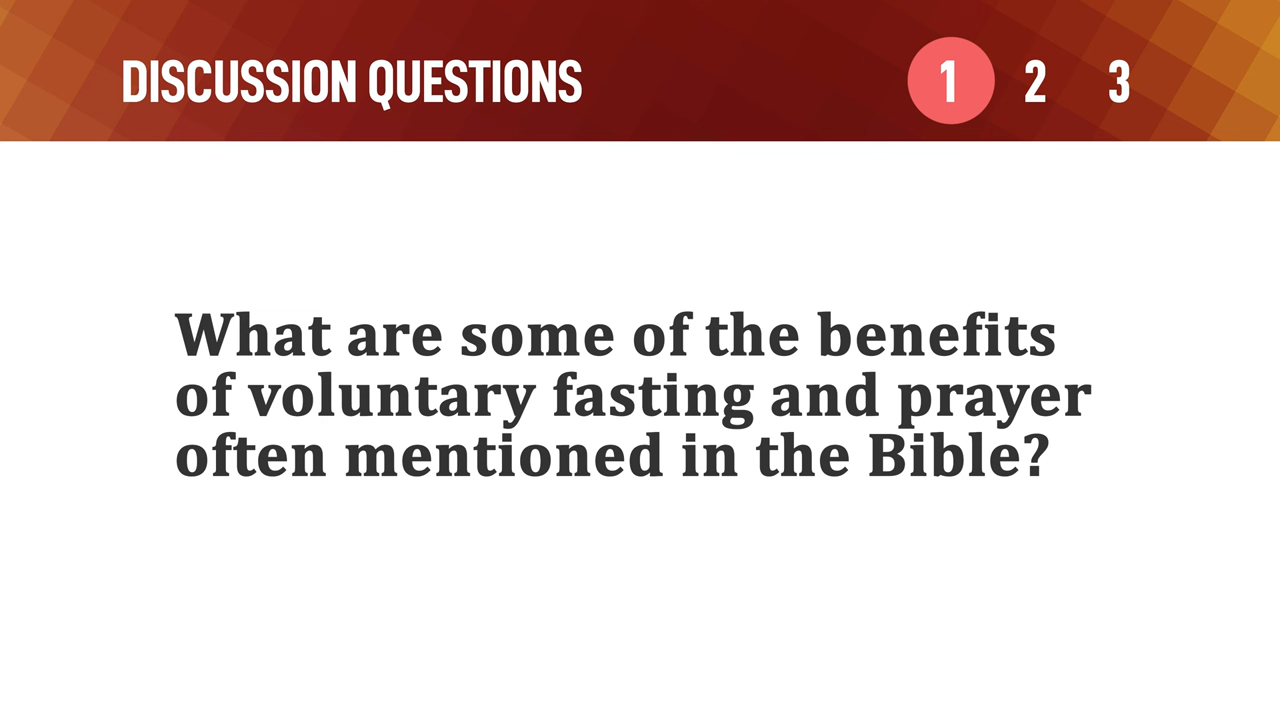 DISCUSSION QUESTIONS 1 2 3
What are some of the benefits
of voluntary fasting and prayer
often mentioned in the Bible?